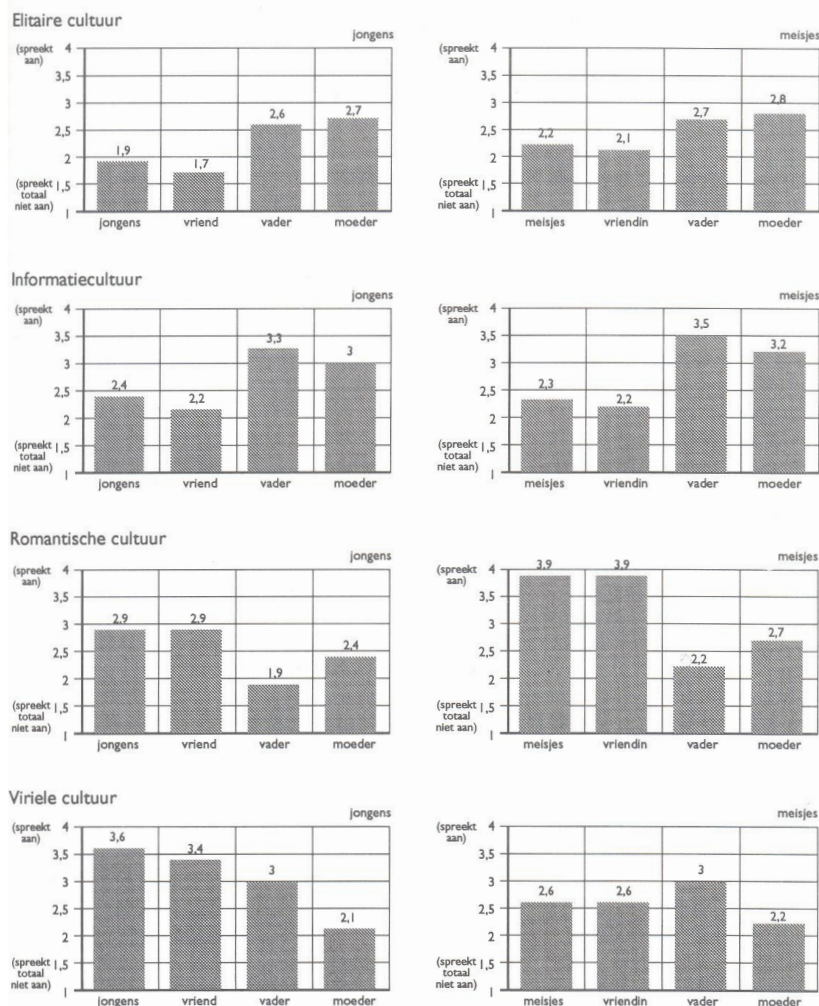 Elitaire cultuur
jongens
(spreekt aan)
4
3,5
3
2,5
2
1,5
1
(spreekt totaal niet aan)
1,9
1,7
2,6
2,7
jongens vriend vader moeder
meisjes
(spreekt aan)
4
3,5
3
2,5
2
1,5
1
(spreekt totaal niet aan)
2,2
2,1
2,7
2,8
meisjes vriendin vader moeder
Informatiecultuur
jongens
(spreekt aan)
4
3,5
3
2,5
2
1,5
1
(spreekt totaal niet aan)
2,4
2,2
3,3
3
jongens vriend vader moeder
meisjes
(spreekt aan)
4
3,5
3
2,5
2
1,5
1
(spreekt totaal niet aan)
2,3
2,2
3,5
3,2
meisjes vriendin vader moeder
Romantische cultuur
jongens
(spreekt aan)
4
3,5
3
2,5
2
1,5
1
(spreekt totaal niet aan)
2,9
2,9
1,9
2,4
jongens vriend vader moeder
meisjes
(spreekt aan)
4
3,5
3
2,5
2
1,5
1
(spreekt totaal niet aan)
3,9
3,9
2,2
2,7
meisjes vriendin vader moeder
Viriele cultuur
jongens
(spreekt aan)
4
3,5
3
2,5
2
1,5
1
(spreekt totaal niet aan)
3,6
3,4
3
2,1
jongens vriend vader moeder
meisjes
(spreekt aan)
4
3,5
3
2,5
2
1,5
1
(spreekt totaal niet aan)
2,6
2,6
3
2,2
meisjes vriendin vader moeder